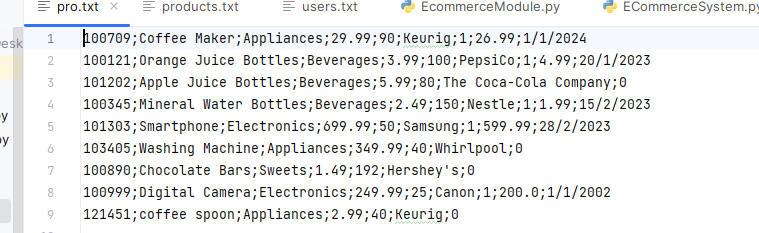 pro.txt products.txt users.txt EcommerceModule.py ECommerceSystem.py
Desk
1 100709;Coffee Maker;Appliances;29.99;90;Keurig;1;26.99;1/1/2024
2 100121;Orange Juice Bottles;Beverages;3.99;100;PepsiCo;1;4.99;20/1/2023
3 101202;Apple Juice Bottles;Beverages;5.99;80;The Coca-Cola Company;0
4 100345;Mineral Water Bottles;Beverages;2.49;150;Nestle;1;1.99;15/2/2023
py
5 101303;Smartphone;Electronics;699.99;50;Samsung;1;599.99;28/2/2023
py
6 103405;Washing Machine;Appliances;349.99;40;Whirlpool;0
7 100890;Chocolate Bars;Sweets;1.49;192;Hershey's;0
8 100999;Digital Camera;Electronics;249.99;25;Canon;1;200.0;1/1/2002
9 121451;coffee spoon;Appliances;2.99;40;Keurig;0